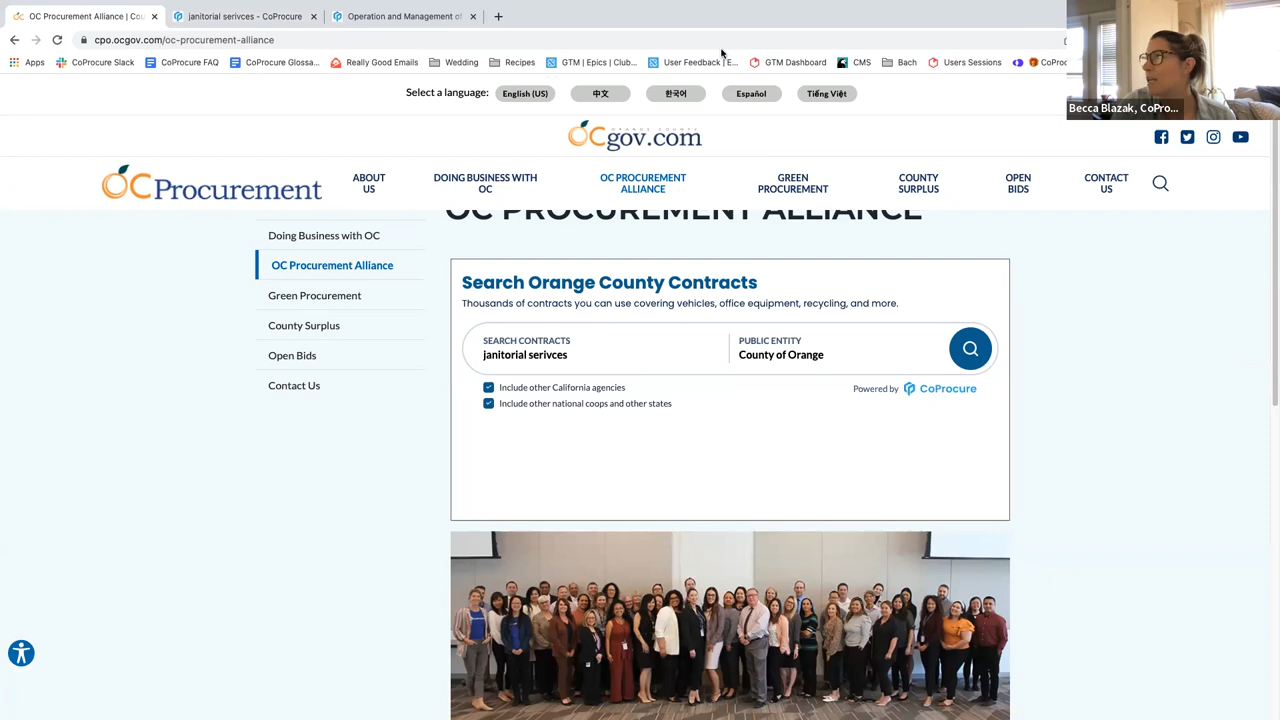 OC Procurement Alliance | Cou
janitorial serivces - CoProcure
Operation and Management of
cpo.ocgov.com/oc-procurement-alliance
Apps
CoProcure Slack
CoProcure FAQ
CoProcure Glossa...
Really Good Emails
Wedding
Recipes
GTM | Epics | Club...
User Feedback | E...
GTM Dashboard
CMS
Bach
Users Sessions
CoProc
Becca Blazak, CoPro...
Select a language:
English (US)
中文
한국어
Español
Tiếng Việt
ORANGE COUNTY
OCgov.com
OCProcurement
ABOUT
US
DOING BUSINESS WITH
OC
OC PROCUREMENT
ALLIANCE
GREEN
PROCUREMENT
COUNTY
SURPLUS
OPEN
BIDS
CONTACT
US
OC PROCUREMENT ALLIANCE
Doing Business with OC
OC Procurement Alliance
Green Procurement
County Surplus
Open Bids
Contact Us
Search Orange County Contracts
Thousands of contracts you can use covering vehicles, office equipment, recycling, and more.
SEARCH CONTRACTS
janitorial serivces
PUBLIC ENTITY
County of Orange
Include other California agencies
Include other national coops and other states
Powered by CoProcure